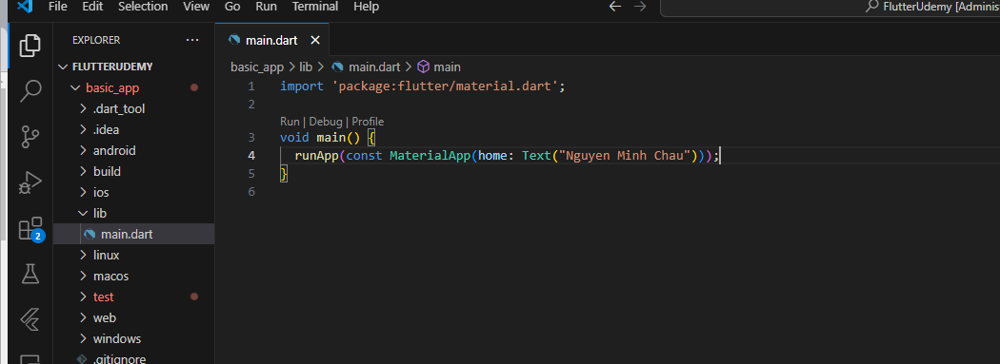 File Edit Selection View Go Run Terminal Help
FlutterUdemy [Adminis
EXPLORER ...
main.dart
FLUTTERUDEMY
basic_app > lib > main.dart > main
basic_app
.dart_tool
.idea
android
build
ios
lib
main.dart
linux
macos
test
web
windows
.gitignore
2
1 import 'package:flutter/material.dart';
2
Run | Debug | Profile
3 void main() {
4 runApp(const MaterialApp(home: Text("Nguyen Minh Chau")));
5 }
6